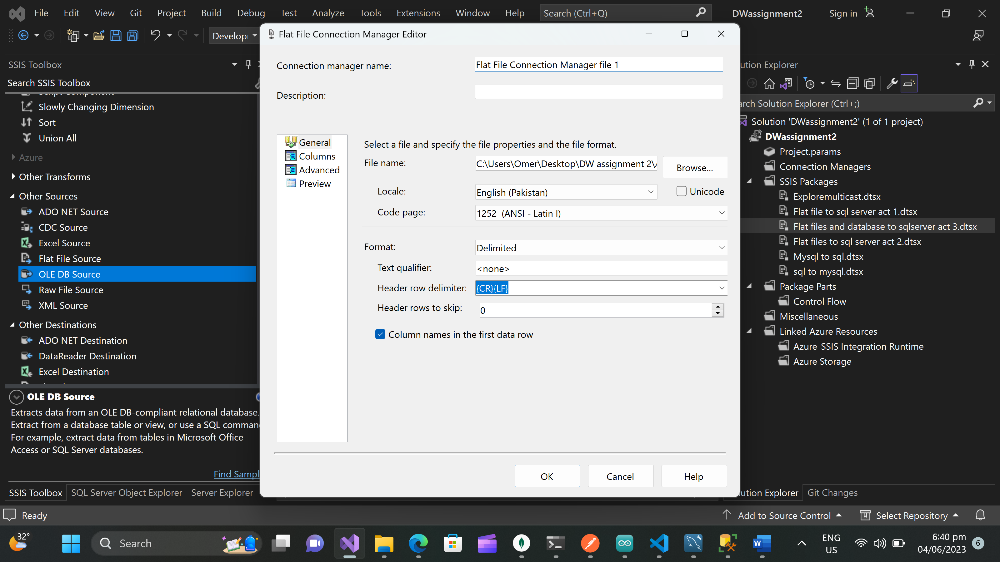 File Edit View Git Project Build Debug Test Analyze Tools Extensions Window Help Search (Ctrl+Q) DWassignment2 Sign in
SSIS Toolbox
Search SSIS Toolbox
Script Component
Slowly Changing Dimension
Sort
Union All
Azure
Other Transforms
Other Sources
ADO NET Source
CDC Source
Excel Source
Flat File Source
OLE DB Source
Raw File Source
XML Source
Other Destinations
ADO NET Destination
DataReader Destination
Excel Destination
OLE DB Source
Extracts data from an OLE DB-compliant relational database.
Extract from a database table or view, or use a SQL comman
For example, extract data from tables in Microsoft Office
Access or SQL Server databases.
Find Sampl
SSIS Toolbox SQL Server Object Explorer Server Explorer
Develop
Flat File Connection Manager Editor
Connection manager name: Flat File Connection Manager file 1
Description:
General
Columns
Advanced
Preview
Select a file and specify the file properties and the file format.
File name: C:\Users\Omer\Desktop\DW assignment 2\ Browse...
Locale: English (Pakistan) Unicode
Code page: 1252 (ANSI - Latin I)
Format: Delimited
Text qualifier: <none>
Header row delimiter: {CR}{LF}
Header rows to skip: 0
Column names in the first data row
OK Cancel Help
ution Explorer
arch Solution Explorer (Ctrl+;)
Solution 'DWassignment2' (1 of 1 project)
DWassignment2
Project.params
Connection Managers
SSIS Packages
Exploremulticast.dtsx
Flat file to sql server act 1.dtsx
Flat files and database to sqlserver act 3.dtsx
Flat files to sql server act 2.dtsx
Mysql to sql.dtsx
sql to mysql.dtsx
Package Parts
Control Flow
Miscellaneous
Linked Azure Resources
Azure-SSIS Integration Runtime
Azure Storage
lution Explorer Git Changes
Ready Add to Source Control Select Repository
32° Search ENG US 6:40 pm 04/06/2023 6